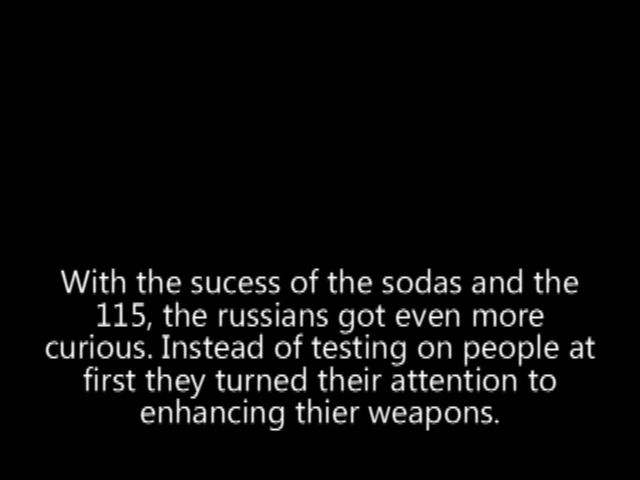 With the sucess of the sodas and the
115, the russians got even more
curious. Instead of testing on people at
first they turned their attention to
enhancing thier weapons.